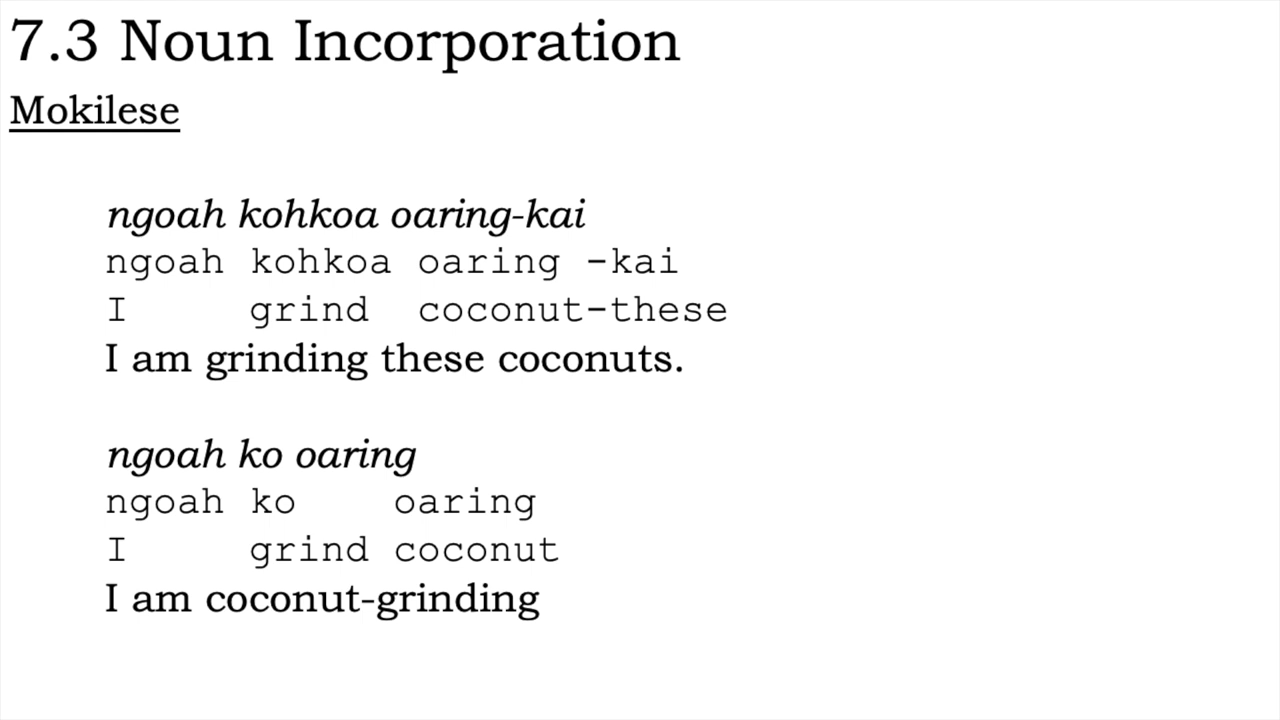 7.3 Noun Incorporation
Mokilese
ngoah kohkoa oaring-kai
ngoah kohkoa oaring -kai
I grind coconut-these
I am grinding these coconuts.
ngoah ko oaring
ngoah ko oaring
I grind coconut
I am coconut-grinding